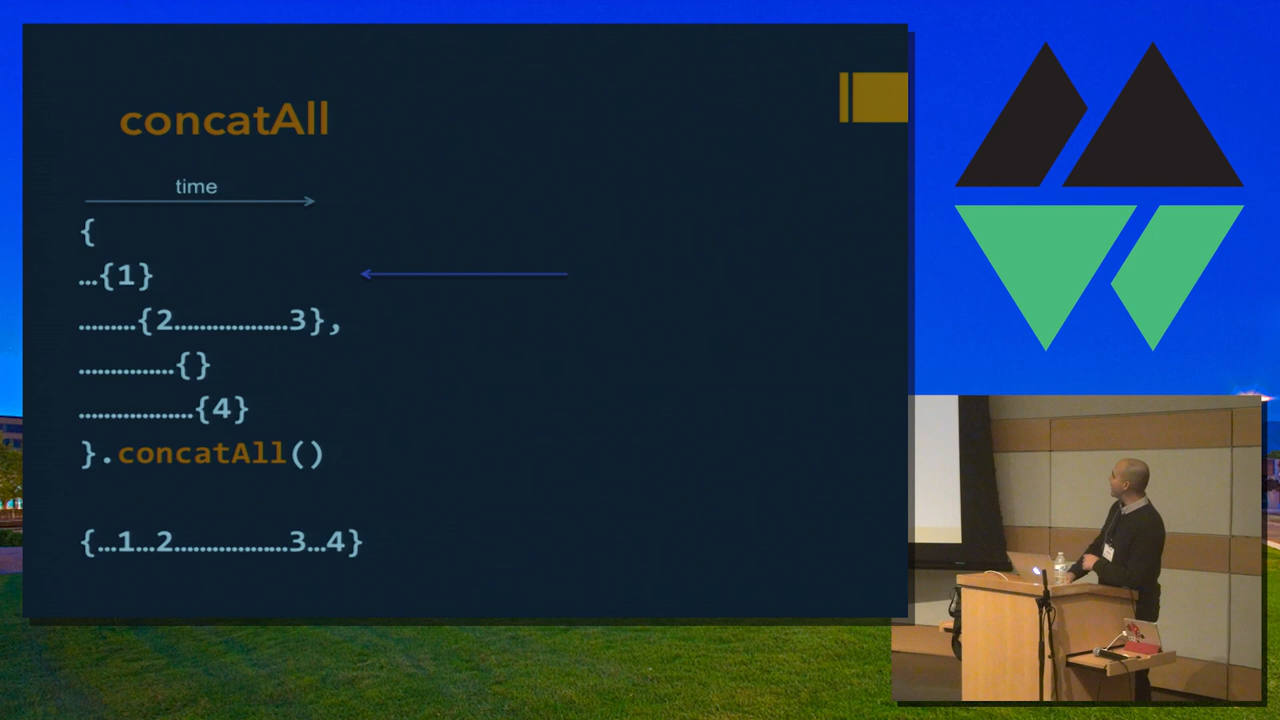 concatAll
time
{
…{1}
………{2………………3},
……………{}
………………{4}
}.concatAll()
{…1…2………………3…4}